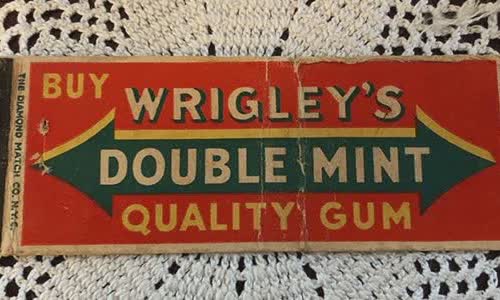 BUY
WRIGLEY'S
DOUBLE MINT
QUALITY GUM
THE DIAMOND MATCH CO. N.Y.C.